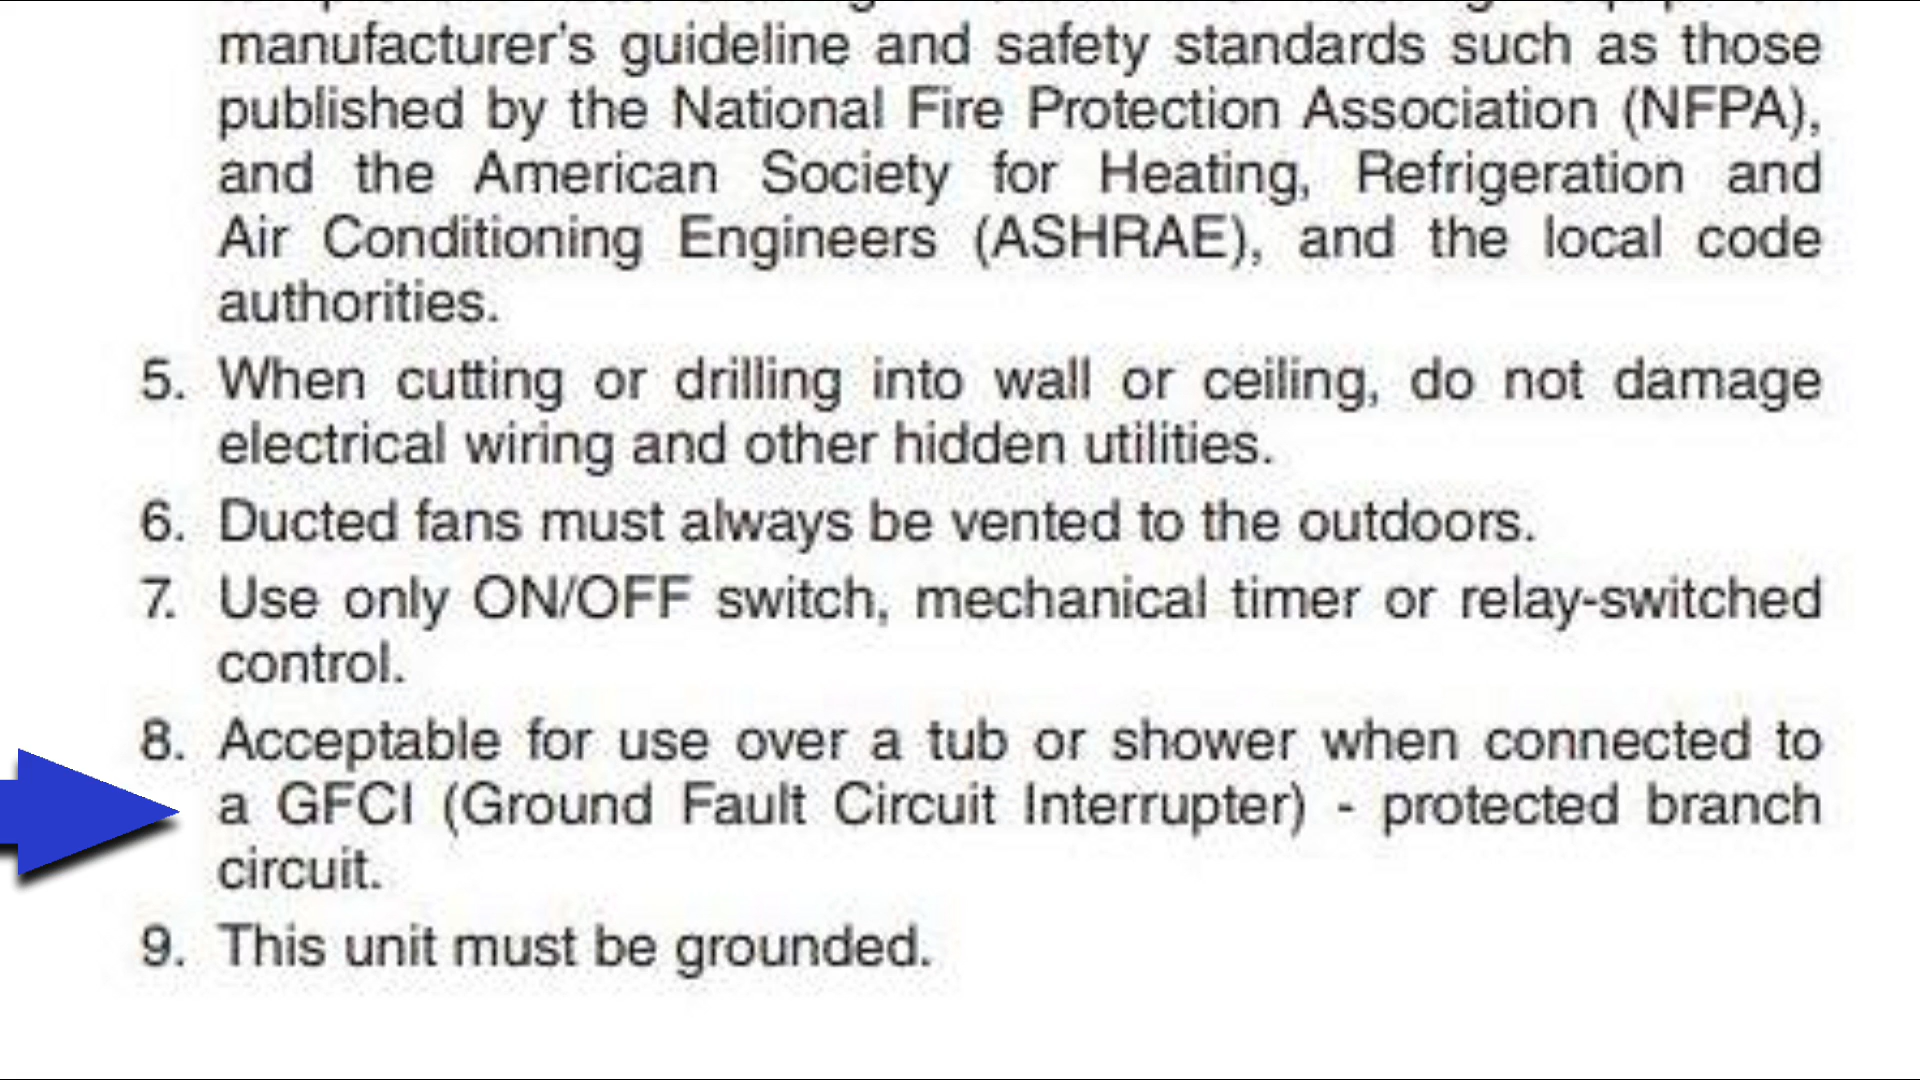 manufacturer's guideline and safety standards such as those
published by the National Fire Protection Association (NFPA),
and the American Society for Heating, Refrigeration and
Air Conditioning Engineers (ASHRAE), and the local code
authorities.
5. When cutting or drilling into wall or ceiling, do not damage
electrical wiring and other hidden utilities.
6. Ducted fans must always be vented to the outdoors.
7. Use only ON/OFF switch, mechanical timer or relay-switched
control.
8. Acceptable for use over a tub or shower when connected to
a GFCI (Ground Fault Circuit Interrupter) - protected branch
circuit.
9. This unit must be grounded.